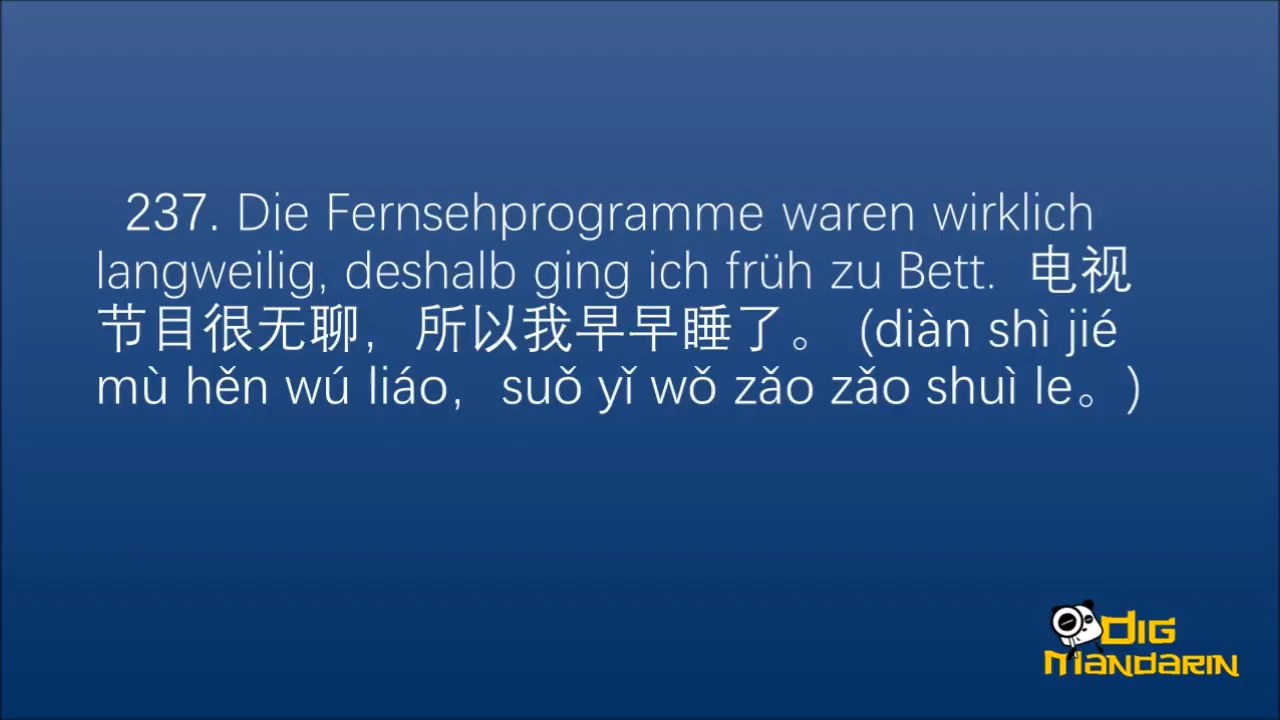 237. Die Fernsehprogramme waren wirklich
langweilig, deshalb ging ich früh zu Bett. 电视
节目很无聊，所以我早早睡了。 (diàn shì jié
mù hěn wú liáo，suǒ yǐ wǒ zǎo zǎo shuì le。)
DIG
MANDARIN